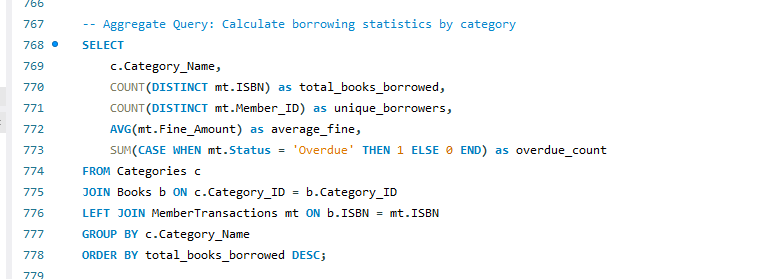 766
767 -- Aggregate Query: Calculate borrowing statistics by category
768 SELECT
769     c.Category_Name,
770     COUNT(DISTINCT mt.ISBN) as total_books_borrowed,
771     COUNT(DISTINCT mt.Member_ID) as unique_borrowers,
772     AVG(mt.Fine_Amount) as average_fine,
773     SUM(CASE WHEN mt.Status = 'Overdue' THEN 1 ELSE 0 END) as overdue_count
774 FROM Categories c
775 JOIN Books b ON c.Category_ID = b.Category_ID
776 LEFT JOIN MemberTransactions mt ON b.ISBN = mt.ISBN
777 GROUP BY c.Category_Name
778 ORDER BY total_books_borrowed DESC;
779